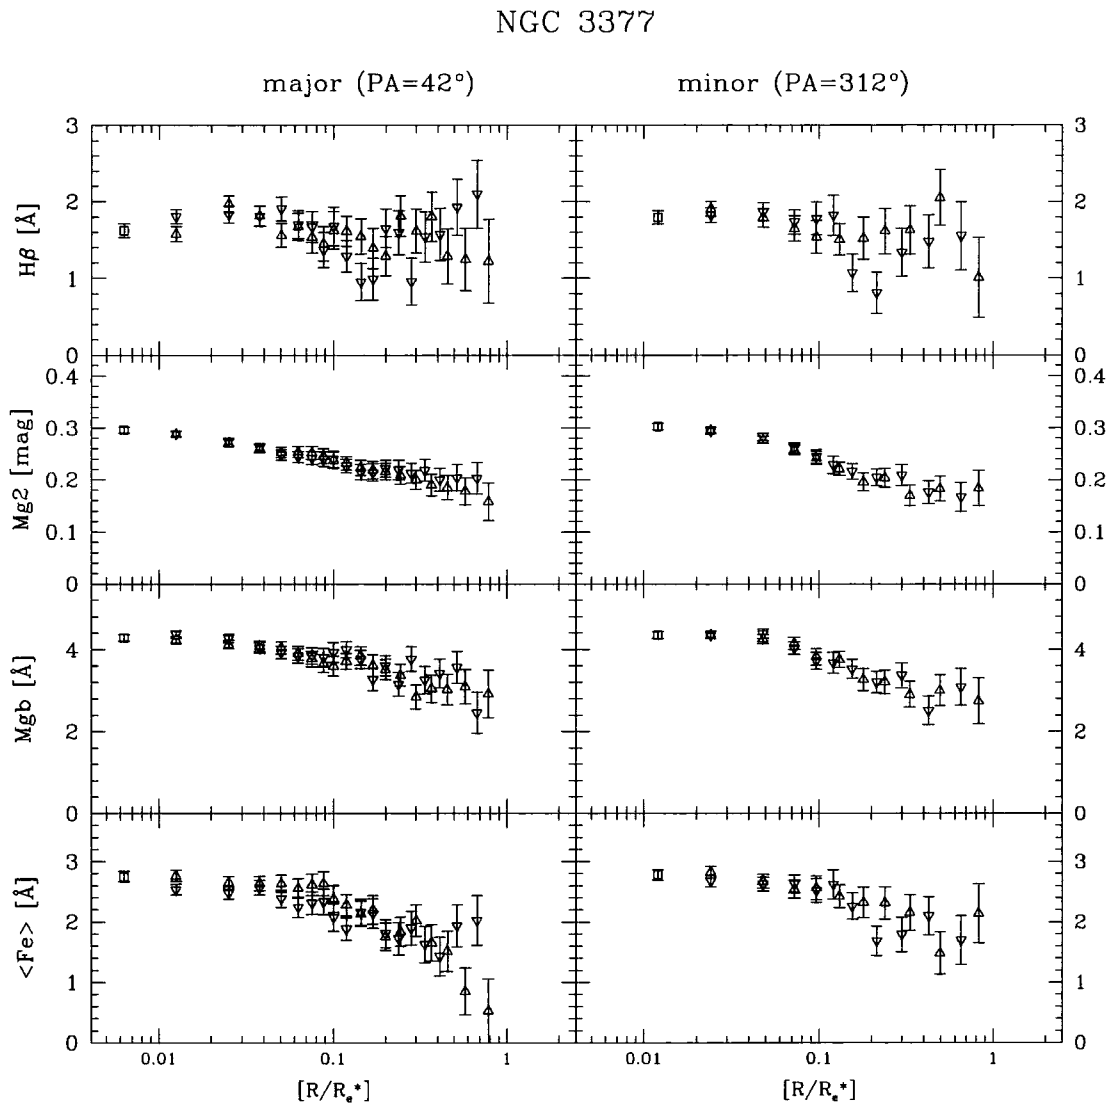 NGC 3377
major (PA=42°) minor (PA=312°)
Hβ [Å]
3 3
2 2
1 1
0 0
Mg2 [mag]
0.4 0.4
0.3 0.3
0.2 0.2
0.1 0.1
0 0
Mgb [Å]
4 4
2 2
0 0
<Fe> [Å]
3 3
2 2
1 1
0 0
0.01 0.1 1 0.01 0.1 1
[R/Re*] [R/Re*]